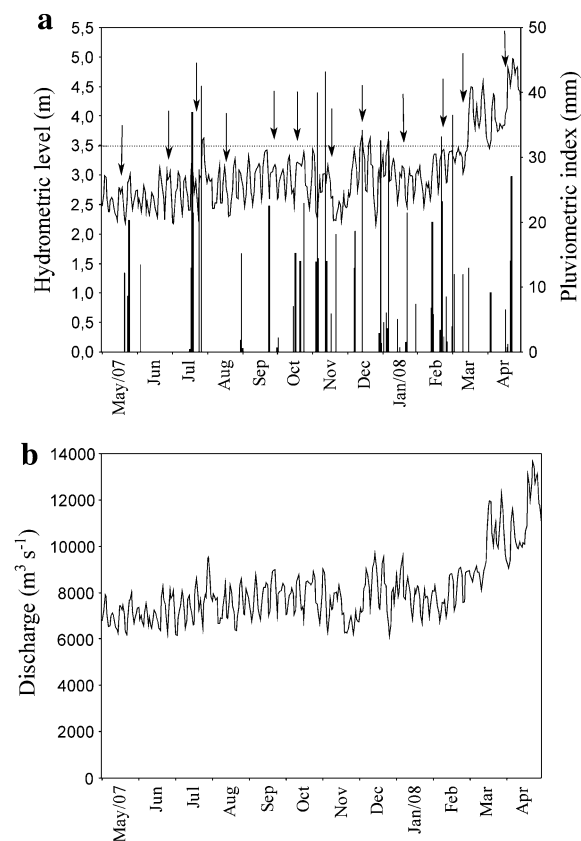 a
Hydrometric level (m)
5,5
5,0
4,5
4,0
3,5
3,0
2,5
2,0
1,5
1,0
0,5
0,0
50
40
30
20
10
0
Pluviometric index (mm)
May/07
Jun
Jul
Aug
Sep
Oct
Nov
Dec
Jan/08
Feb
Mar
Apr
b
Discharge (m³ s⁻¹)
14000
12000
10000
8000
6000
4000
2000
0
May/07
Jun
Jul
Aug
Sep
Oct
Nov
Dec
Jan/08
Feb
Mar
Apr